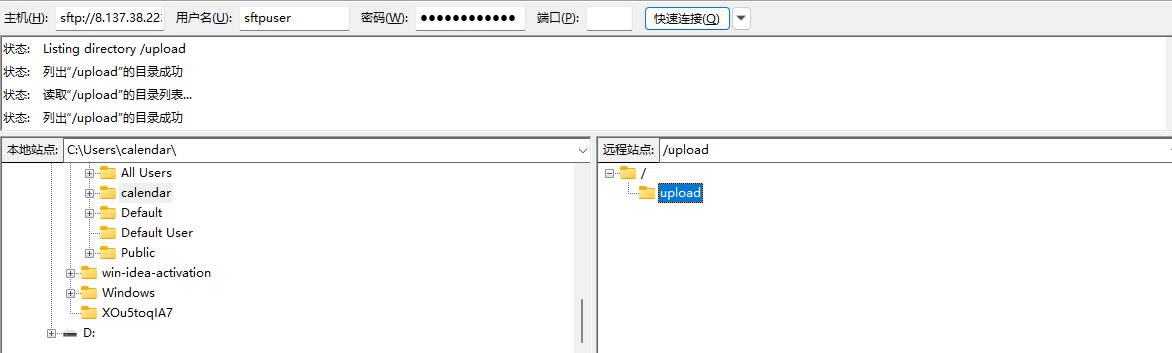 主机(H): sftp://8.137.38.22 用户名(U): sftpuser 密码(W): ●●●●●●●●●●●● 端口(P): 快速连接(Q)
状态: Listing directory /upload
状态: 列出“/upload”的目录成功
状态: 读取“/upload”的目录列表...
状态: 列出“/upload”的目录成功
本地站点: C:\Users\calendar\
All Users
calendar
Default
Default User
Public
win-idea-activation
Windows
XOu5toqIA7
D:
远程站点: /upload
/
upload